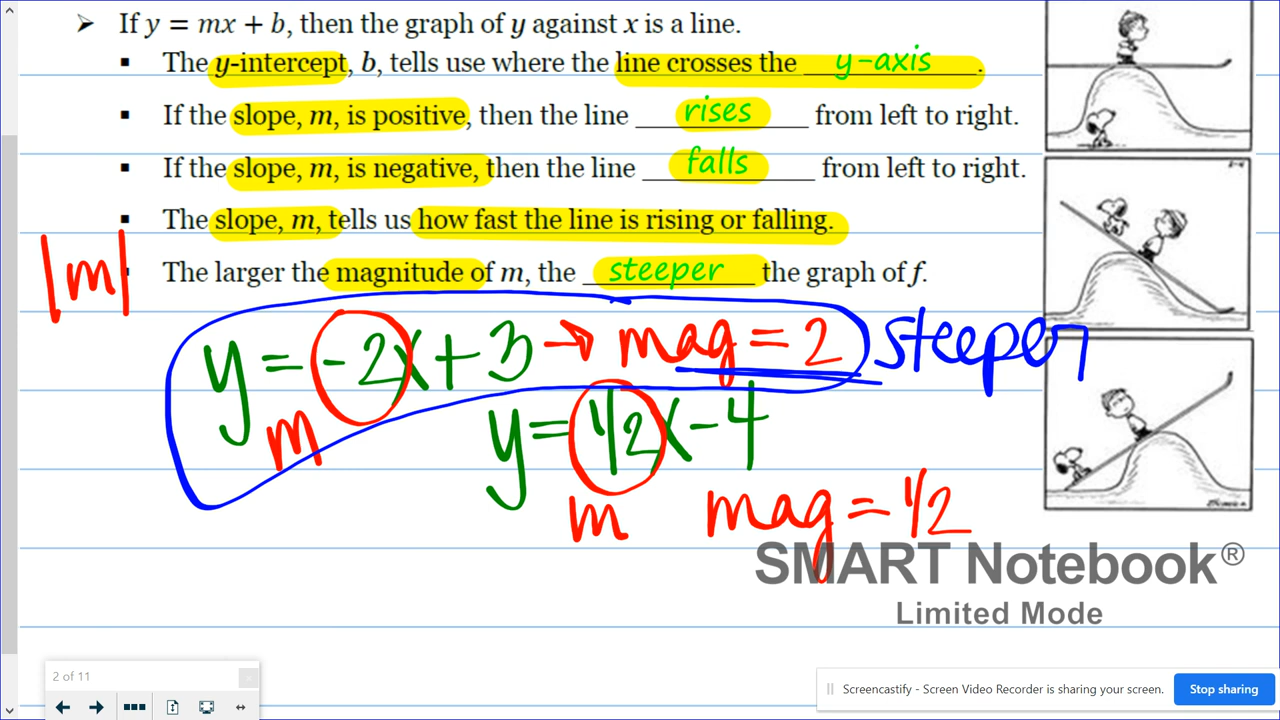 ➢ If y = mx + b, then the graph of y against x is a line.
▪ The y-intercept, b, tells use where the line crosses the y-axis.
▪ If the slope, m, is positive, then the line rises from left to right.
▪ If the slope, m, is negative, then the line falls from left to right.
▪ The slope, m, tells us how fast the line is rising or falling.
|m|
▪ The larger the magnitude of m, the steeper the graph of f.
y = -2x + 3 → mag = 2 steeper
m
y = 1/2x - 4
m mag = 1/2
SMART Notebook®
Limited Mode
2 of 11
Screencastify - Screen Video Recorder is sharing your screen. Stop sharing